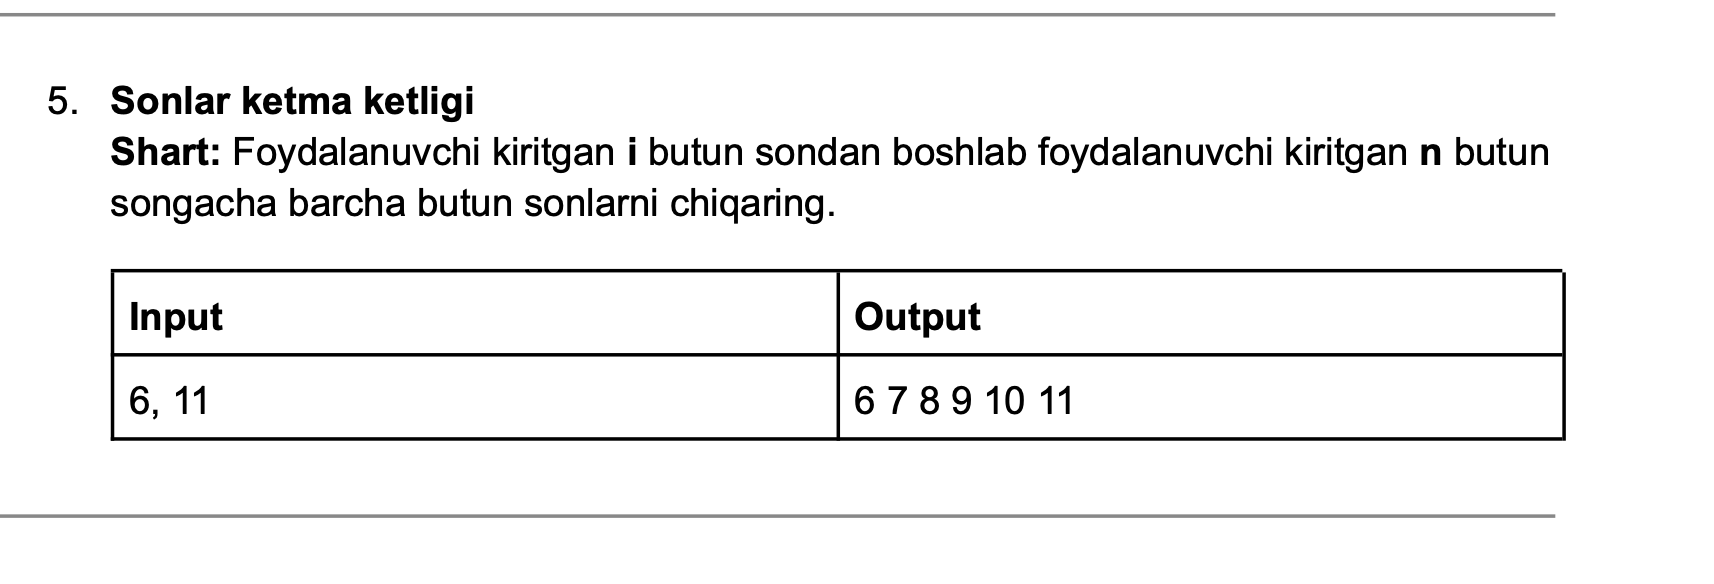 5. Sonlar ketma ketligi
Shart: Foydalanuvchi kiritgan i butun sondan boshlab foydalanuvchi kiritgan n butun
songacha barcha butun sonlarni chiqaring.
Input Output
6, 11 6 7 8 9 10 11